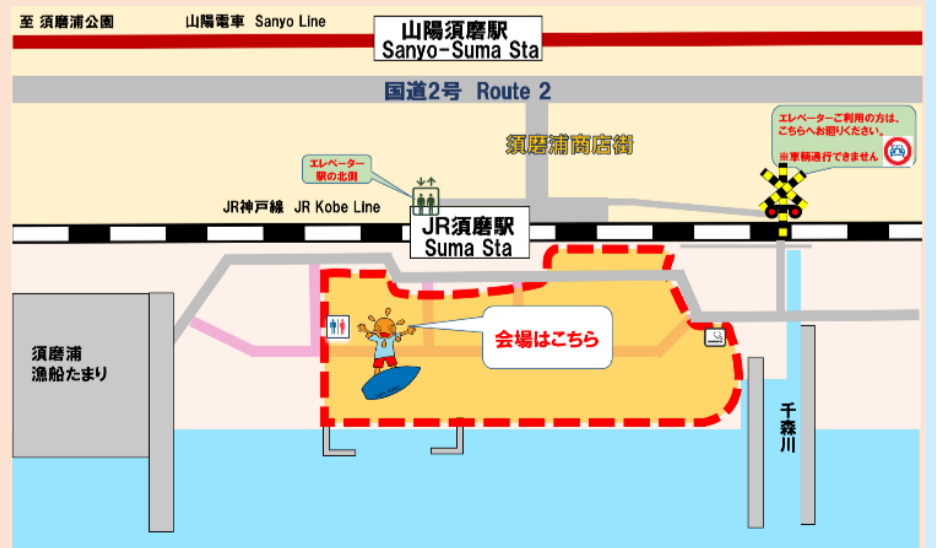 至 須磨浦公園
山陽電車 Sanyo Line
山陽須磨駅
Sanyo-Suma Sta
国道2号 Route 2
須磨浦商店街
エレベーターご利用の方は、
こちらへお廻りください。
※車輌通行できません
エレベーター
駅の北側
JR神戸線 JR Kobe Line
JR須磨駅
Suma Sta
会場はこちら
須磨浦
漁船たまり
千森川